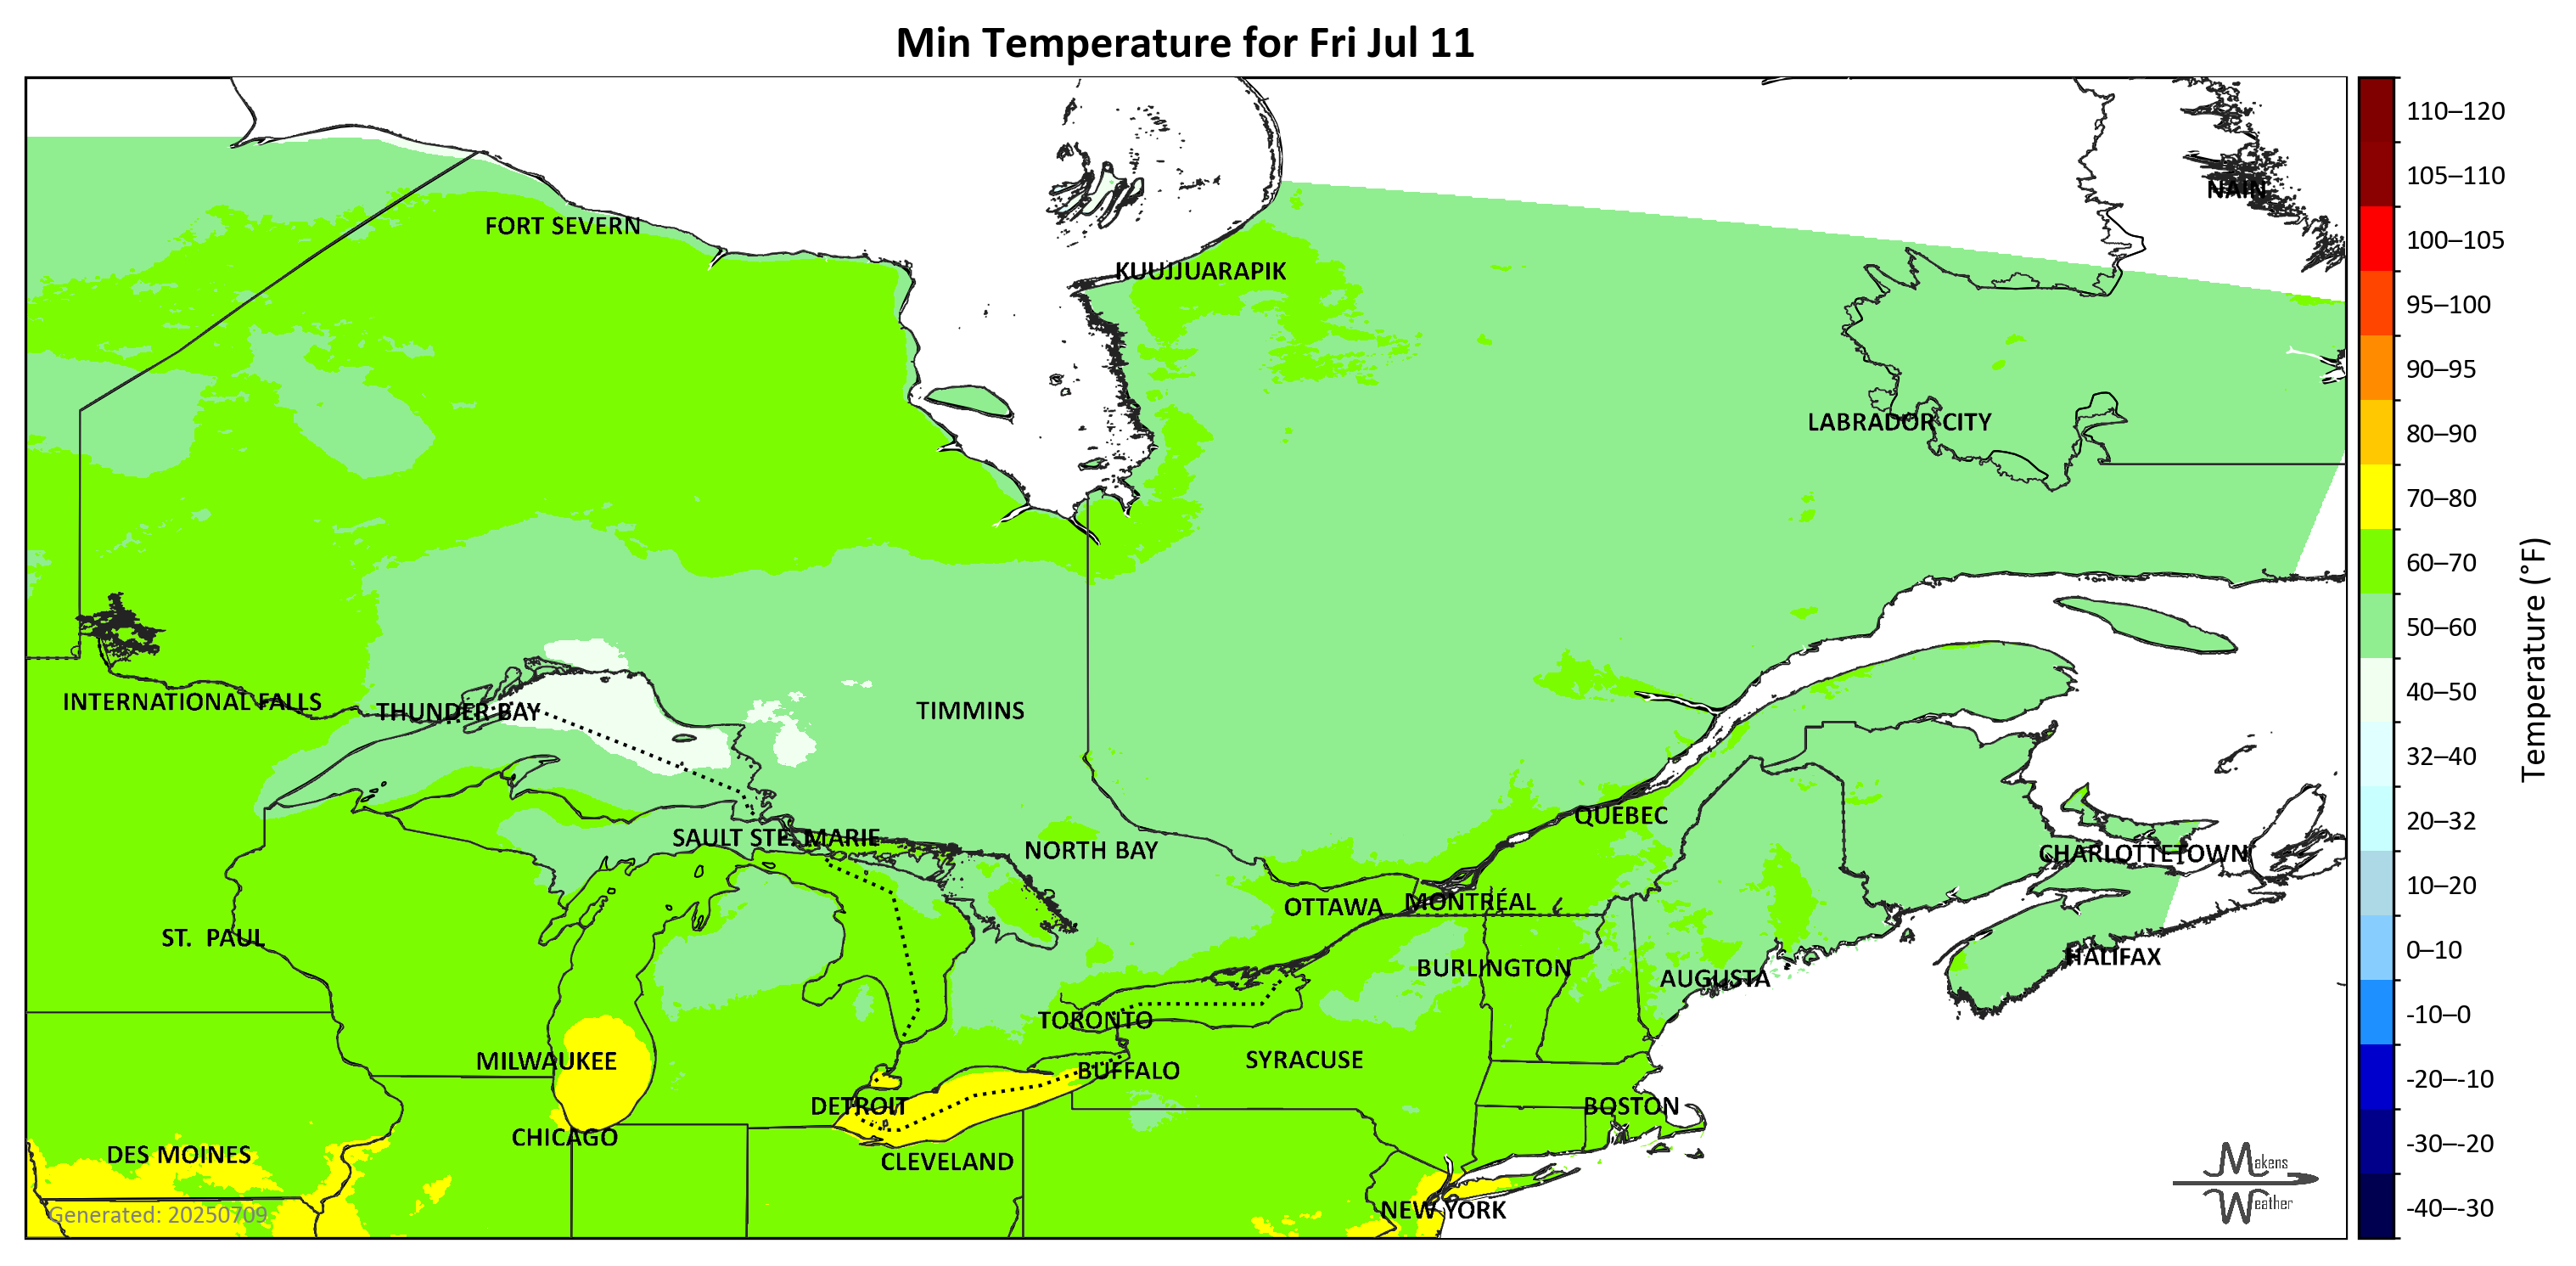 Min Temperature for Fri Jul 11
NAIN
FORT SEVERN
KUUJJUARAPIK
LABRADOR CITY
INTERNATIONAL FALLS
THUNDER BAY
TIMMINS
QUEBEC
SAULT STE. MARIE
NORTH BAY
CHARLOTTETOWN
OTTAWA
MONTRÉAL
ST. PAUL
HALIFAX
BURLINGTON
AUGUSTA
TORONTO
MILWAUKEE
SYRACUSE
BUFFALO
DETROIT
BOSTON
CHICAGO
DES MOINES
CLEVELAND
NEW YORK
Generated: 20250709
Makens
Weather
110–120
105–110
100–105
95–100
90–95
80–90
70–80
60–70
50–60
40–50
32–40
20–32
10–20
0–10
-10–0
-20–-10
-30–-20
-40–-30
Temperature (°F)